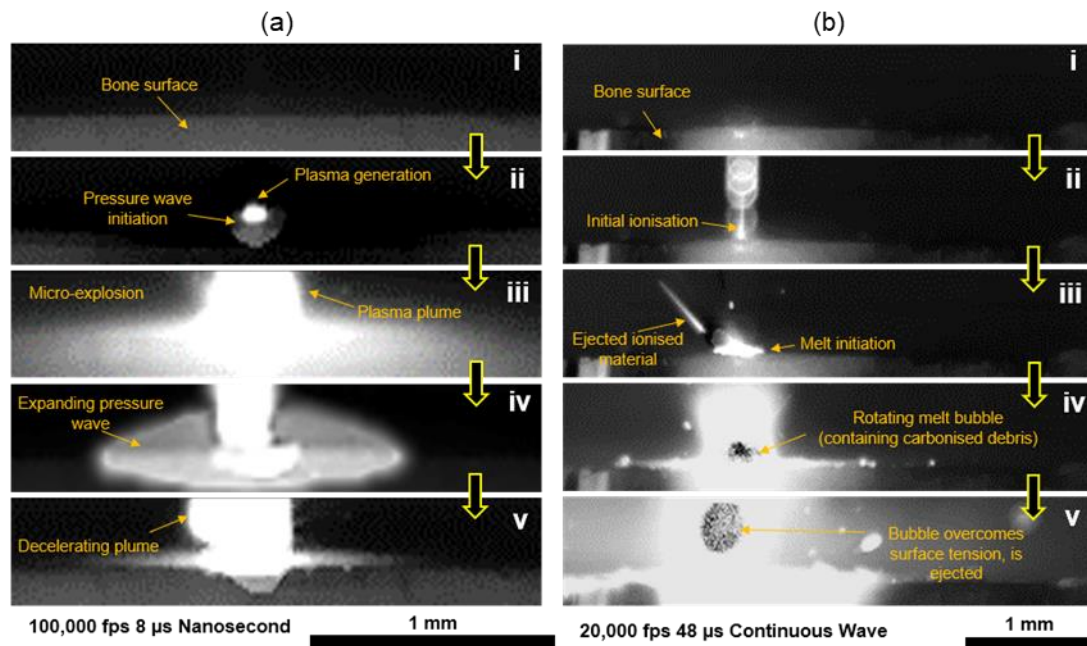 (a)
(b)
i
Bone surface
ii
Plasma generation
Pressure wave
initiation
iii
Micro-explosion
Plasma plume
iv
Expanding pressure
wave
v
Decelerating plume
100,000 fps 8 µs Nanosecond
1 mm
i
Bone surface
ii
Initial ionisation
iii
Ejected ionised
material
Melt initiation
iv
Rotating melt bubble
(containing carbonised debris)
v
Bubble overcomes
surface tension, is
ejected
20,000 fps 48 µs Continuous Wave
1 mm